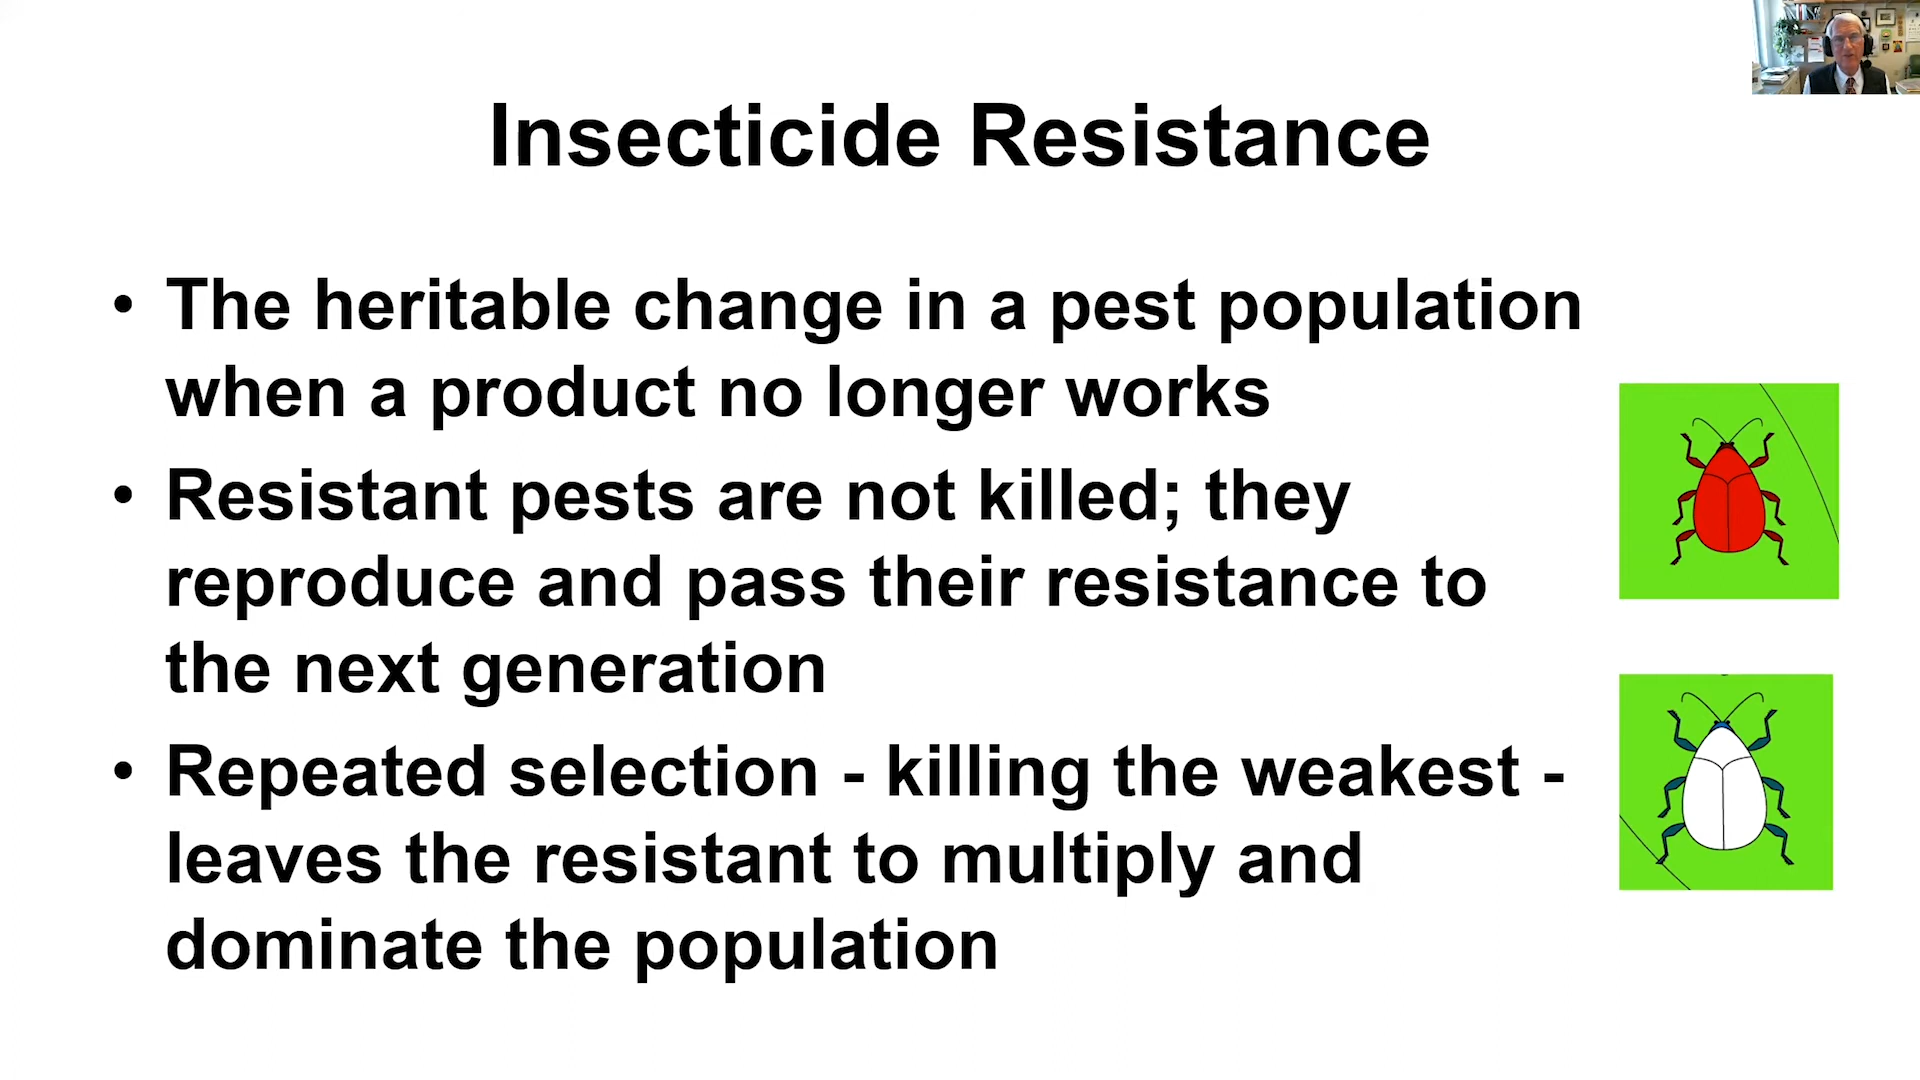 Insecticide Resistance
• The heritable change in a pest population
when a product no longer works
• Resistant pests are not killed; they
reproduce and pass their resistance to
the next generation
• Repeated selection - killing the weakest -
leaves the resistant to multiply and
dominate the population